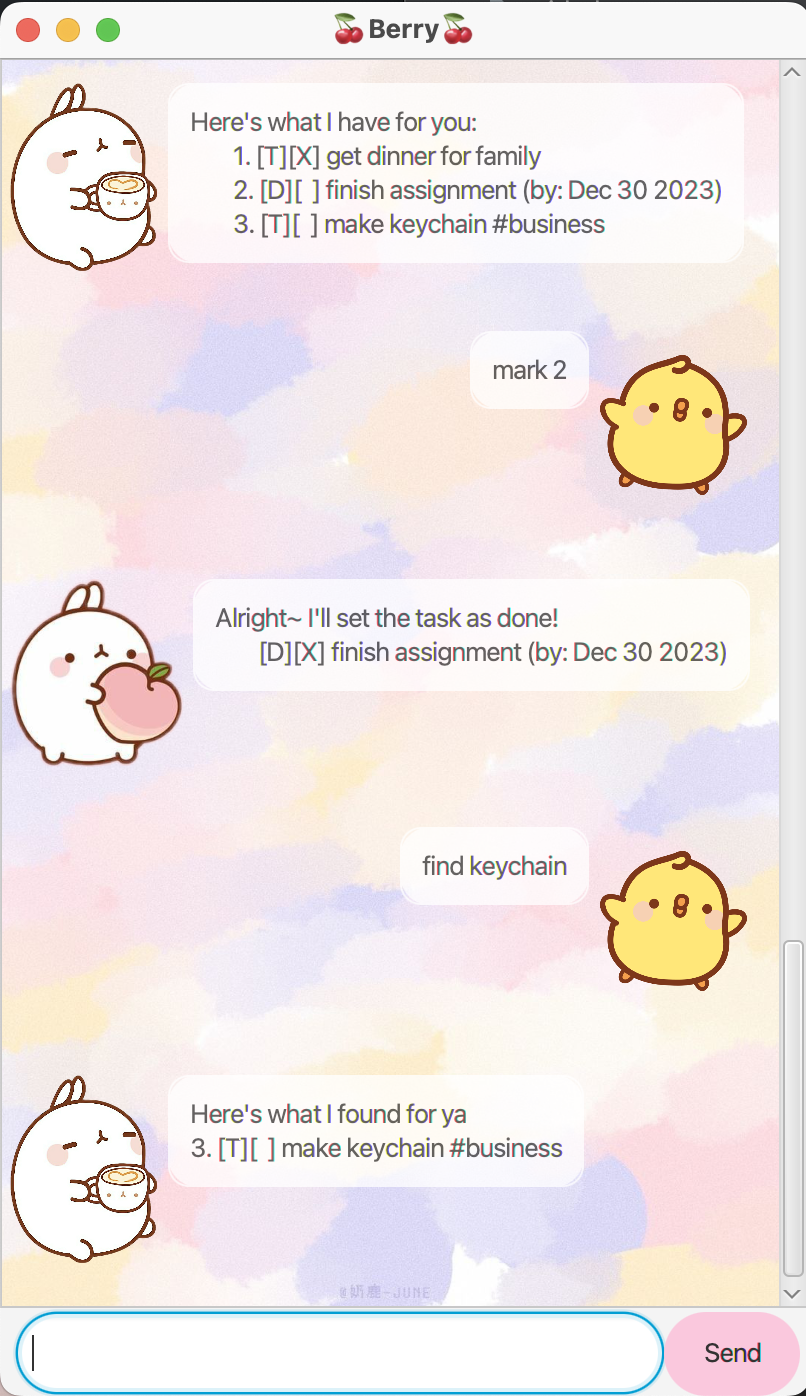 🍒Berry🍒
Here's what I have for you:
1. [T][X] get dinner for family
2. [D][ ] finish assignment (by: Dec 30 2023)
3. [T][ ] make keychain #business
mark 2
Alright~ I'll set the task as done!
[D][X] finish assignment (by: Dec 30 2023)
find keychain
Here's what I found for ya
3. [T][ ] make keychain #business
@奶鹿-JUNE
Send